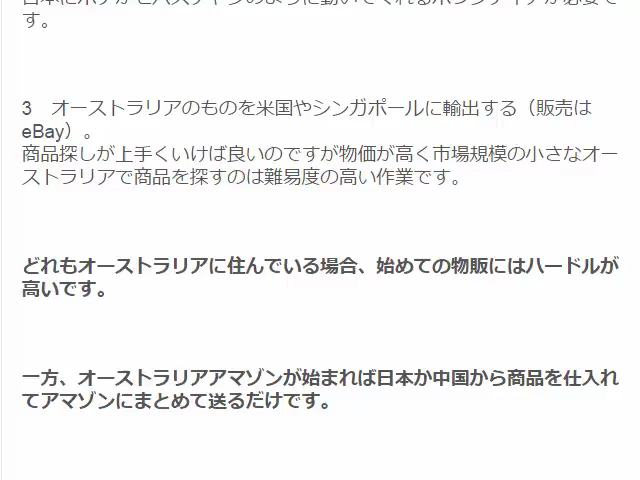 す。
3　オーストラリアのものを米国やシンガポールに輸出する（販売は
eBay）。
商品探しが上手くいけば良いのですが物価が高く市場規模の小さなオー
ストラリアで商品を探すのは難易度の高い作業です。
どれもオーストラリアに住んでいる場合、始めての物販にはハードルが
高いです。
一方、オーストラリアアマゾンが始まれば日本か中国から商品を仕入れ
てアマゾンにまとめて送るだけです。